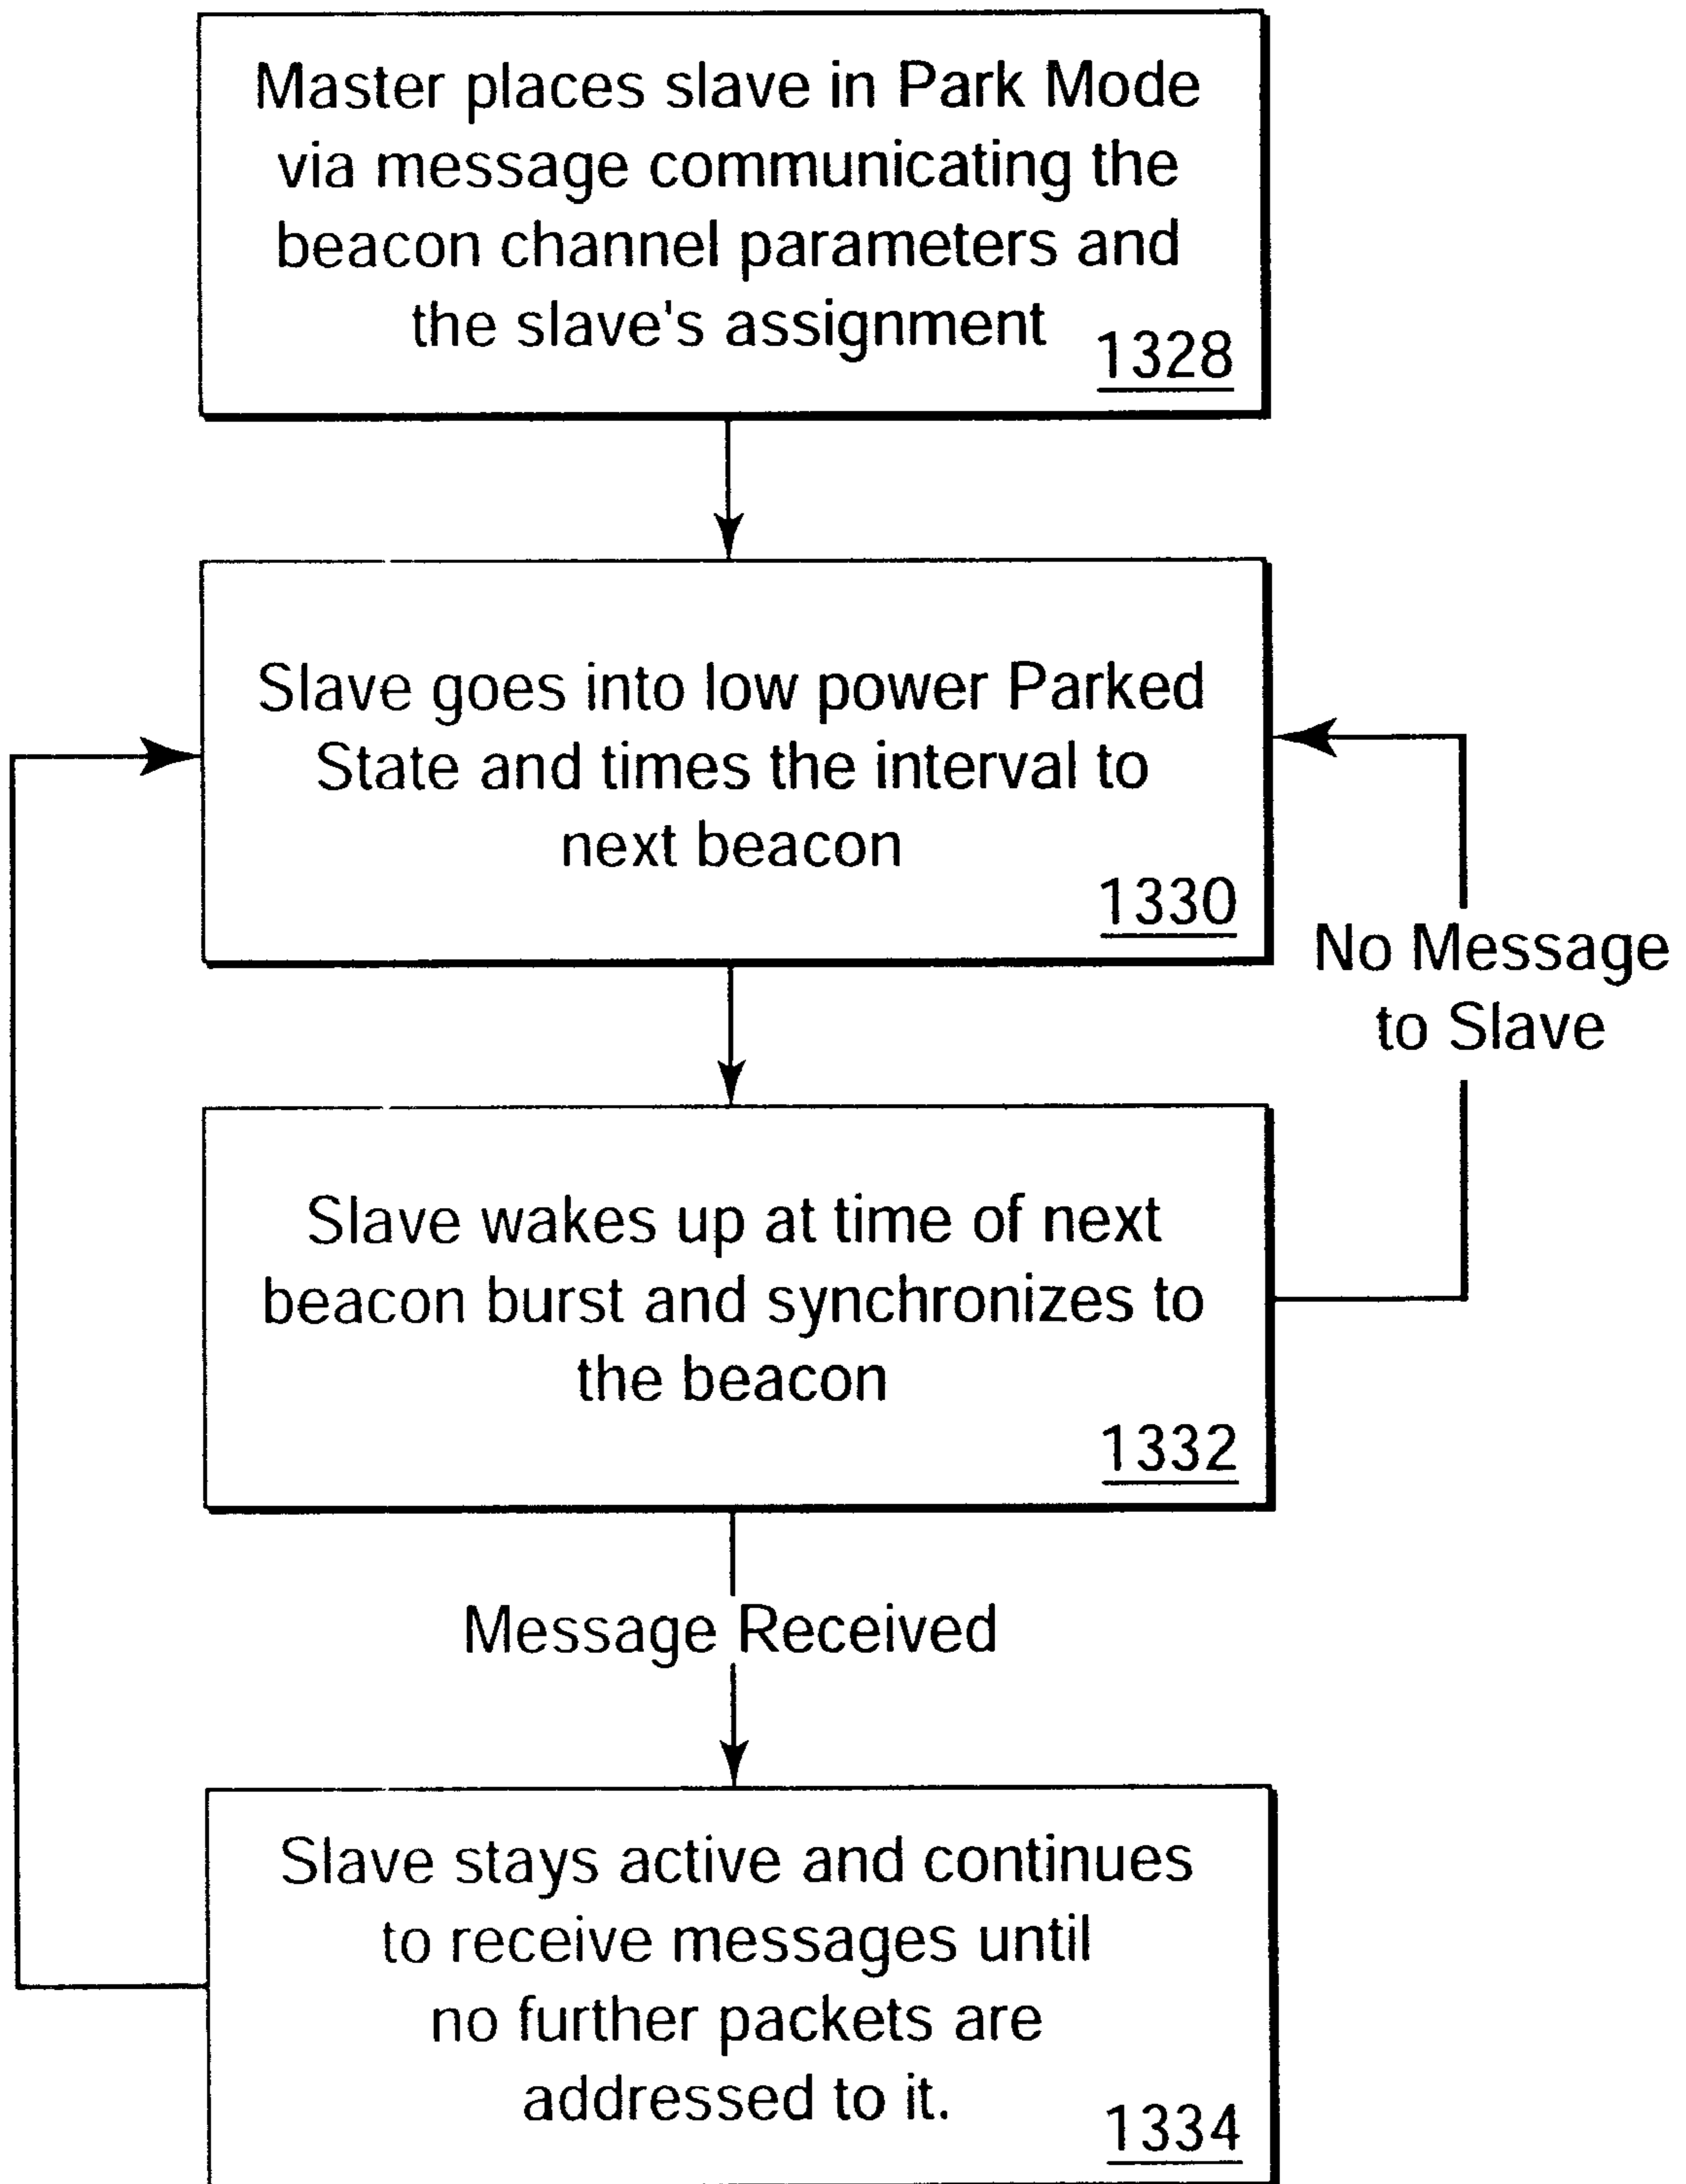 Master places slave in Park Mode
via message communicating the
beacon channel parameters and
the slave's assignment
1328
Slave goes into low power Parked
State and times the interval to
next beacon
1330
No Message
to Slave
Slave wakes up at time of next
beacon burst and synchronizes to
the beacon
1332
Message Received
Slave stays active and continues
to receive messages until
no further packets are
addressed to it.
1334